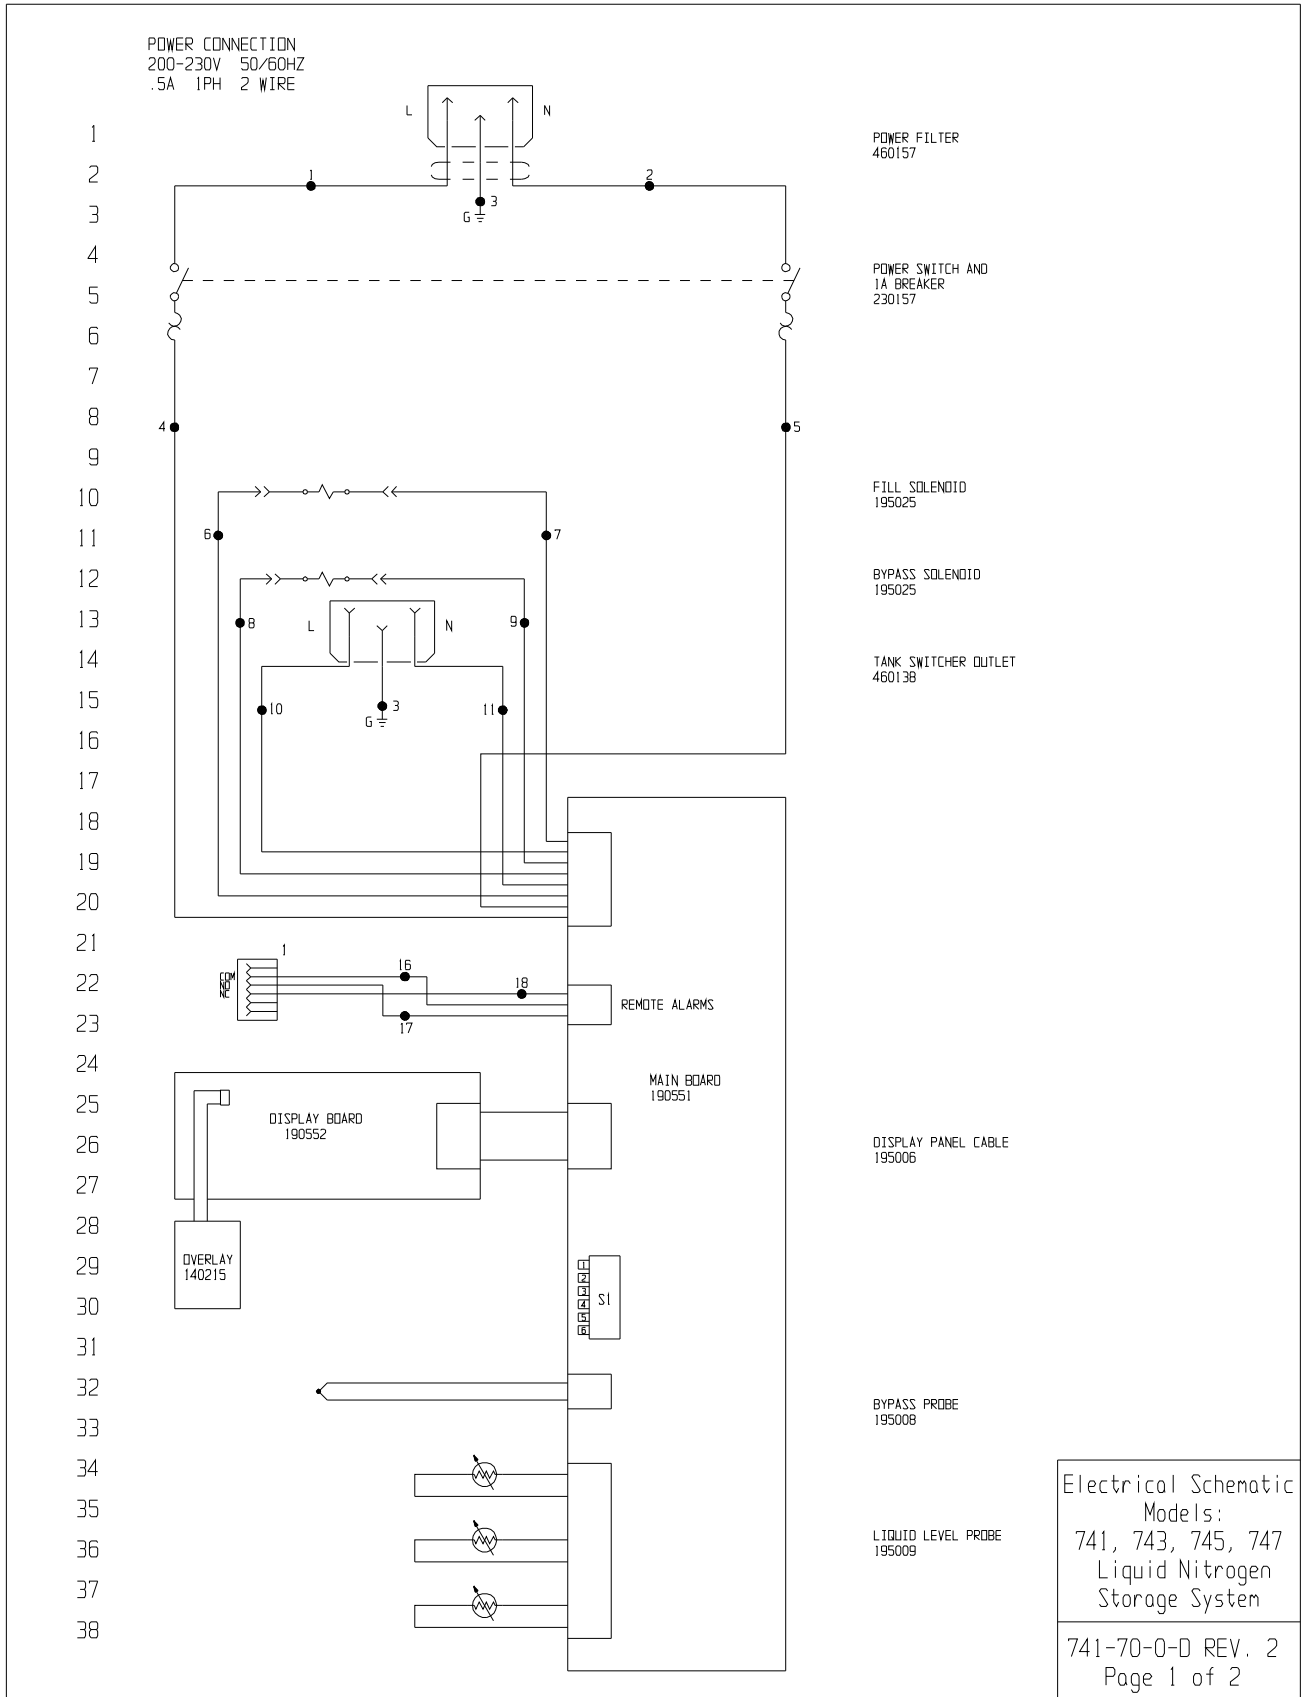 POWER CONNECTION
200-230V 50/60HZ
.5A 1PH 2 WIRE
L
N
1
POWER FILTER
460157
2
1
2
3
3
G
4
POWER SWITCH AND
1A BREAKER
230157
5
6
7
8
4
5
9
10
FILL SOLENOID
195025
11
6
7
12
BYPASS SOLENOID
195025
13
8
L
N
9
14
TANK SWITCHER OUTLET
460138
15
10
3
G
11
16
17
18
19
20
21
1
22
COM
NO
NC
16
18
17
REMOTE ALARMS
23
24
MAIN BOARD
190551
25
DISPLAY BOARD
190552
26
DISPLAY PANEL CABLE
195006
27
28
29
OVERLAY
140215
30
1
2
3
4
5
6
S1
31
32
BYPASS PROBE
195008
33
34
35
36
LIQUID LEVEL PROBE
195009
37
38
Electrical Schematic
Models:
741, 743, 745, 747
Liquid Nitrogen
Storage System
741-70-0-D REV. 2
Page 1 of 2